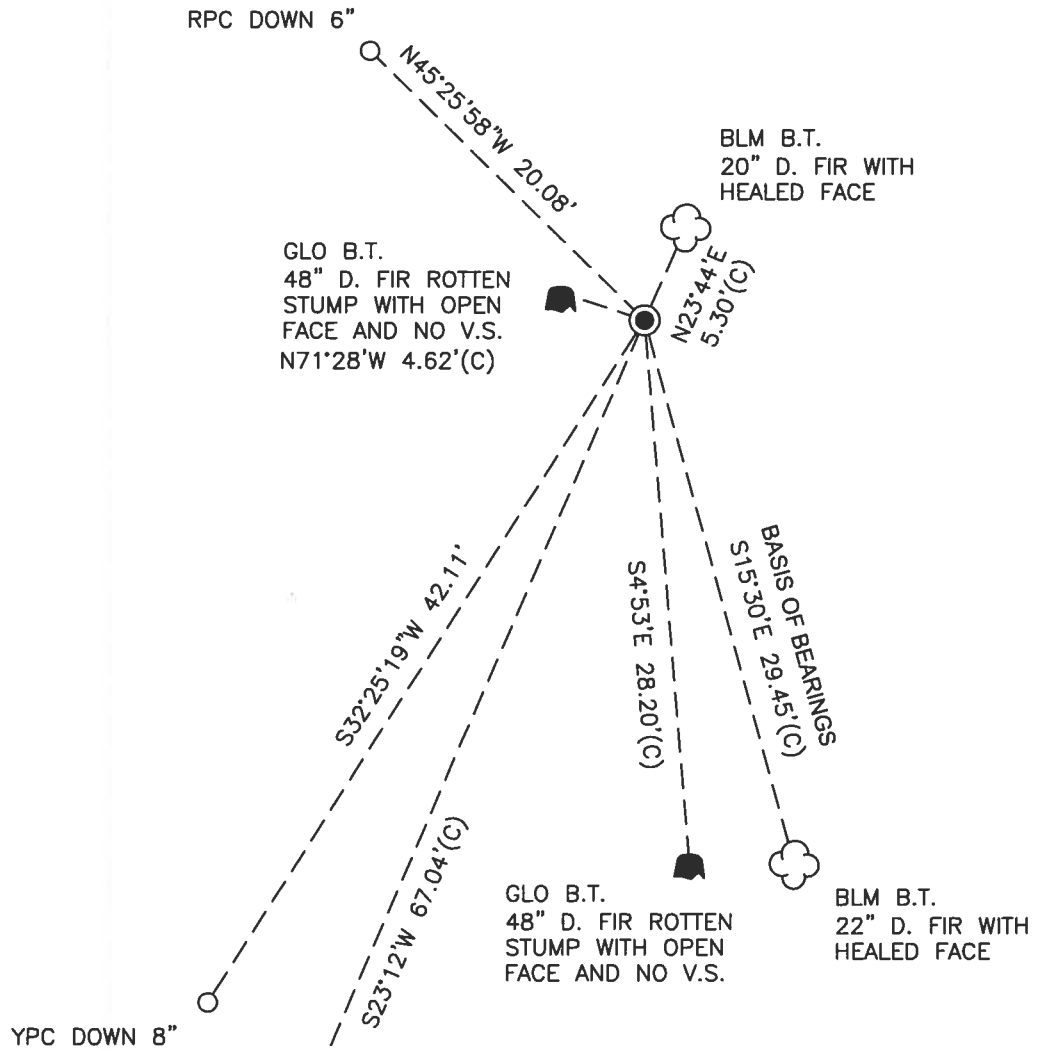 RPC DOWN 6"
N45°25'58"W 20.08'
BLM B.T.
20" D. FIR WITH
HEALED FACE
GLO B.T.
48" D. FIR ROTTEN
STUMP WITH OPEN
FACE AND NO V.S.
N71°28'W 4.62'(C)
N23°44'E
5.30'(C)
S32°25'19"W 42.11'
S23°12'W 67.04'(C)
S4°53'E 28.20'(C)
BASIS OF BEARINGS
S15°30'E 29.45'(C)
GLO B.T.
48" D. FIR ROTTEN
STUMP WITH OPEN
FACE AND NO V.S.
BLM B.T.
22" D. FIR WITH
HEALED FACE
YPC DOWN 8"